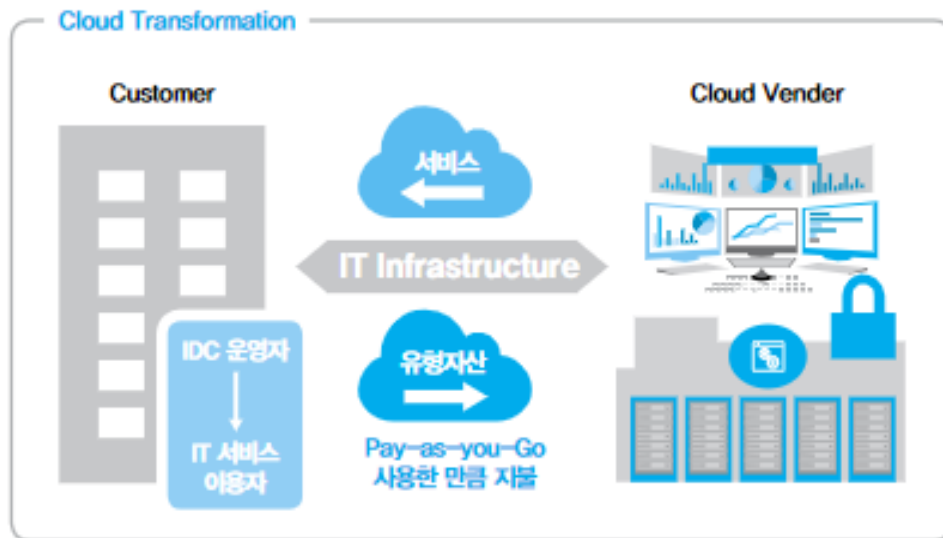 Cloud Transformation
Customer
Cloud Vender
서비스
IT Infrastructure
IDC 운영자
IT 서비스
이용자
유형자산
Pay-as-you-Go
사용한 만큼 지불